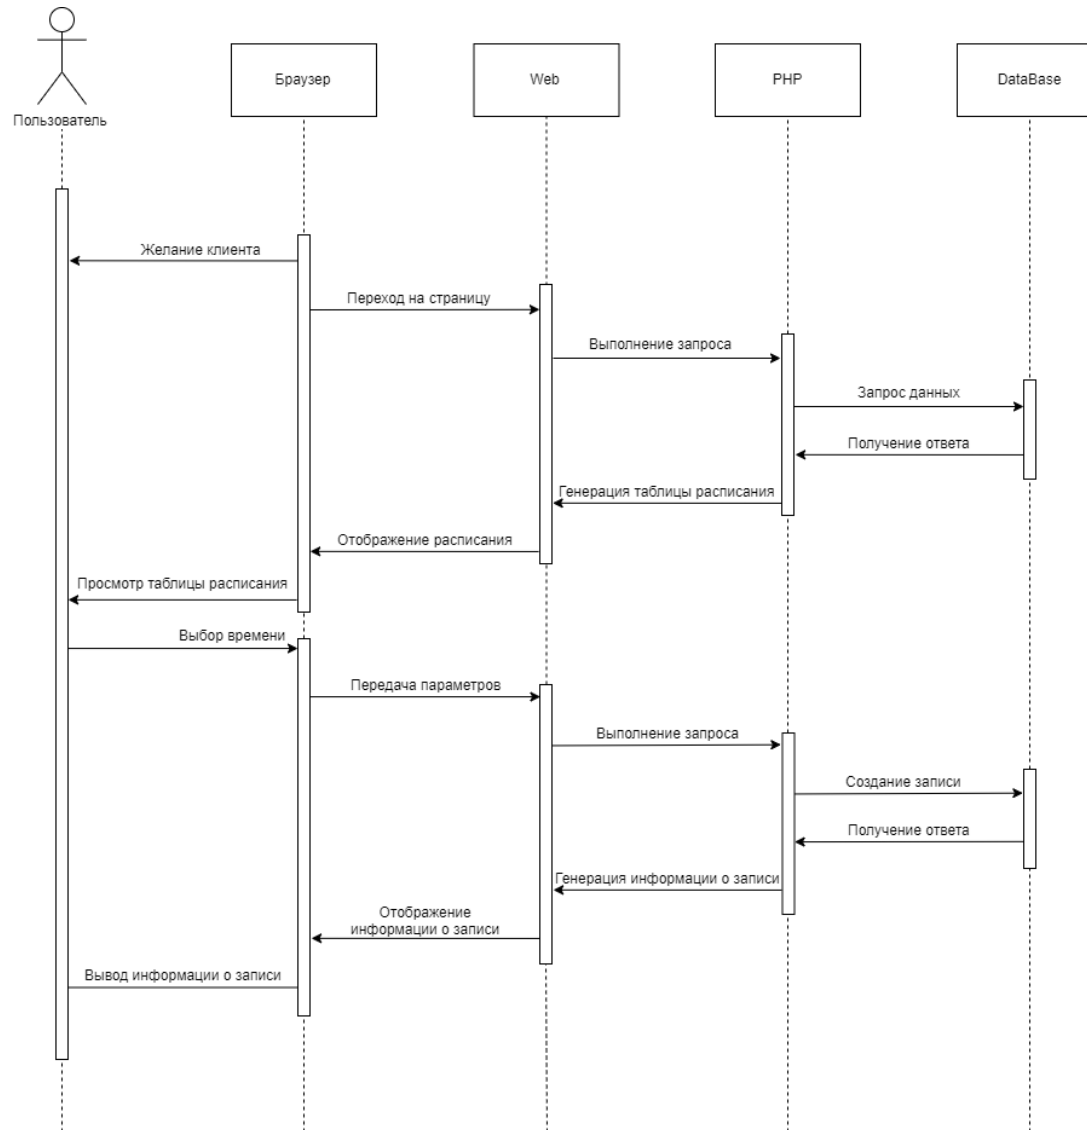 Пользователь
Браузер
Web
PHP
DataBase
Желание клиента
Переход на страницу
Выполнение запроса
Запрос данных
Получение ответа
Генерация таблицы расписания
Отображение расписания
Просмотр таблицы расписания
Выбор времени
Передача параметров
Выполнение запроса
Создание записи
Получение ответа
Генерация информации о записи
Отображение
информации о записи
Вывод информации о записи